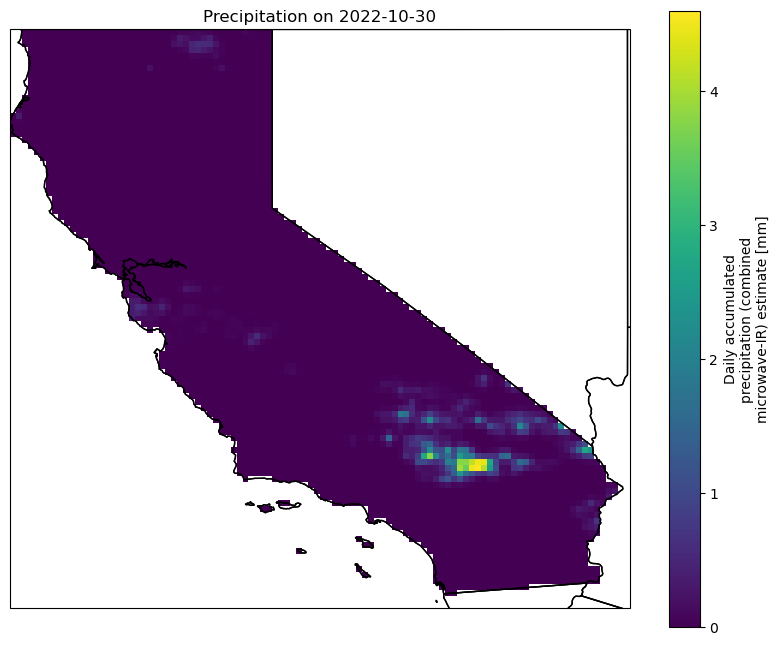 Precipitation on 2022-10-30
4
3
2
1
0
Daily accumulated
precipitation (combined
microwave-IR) estimate [mm]